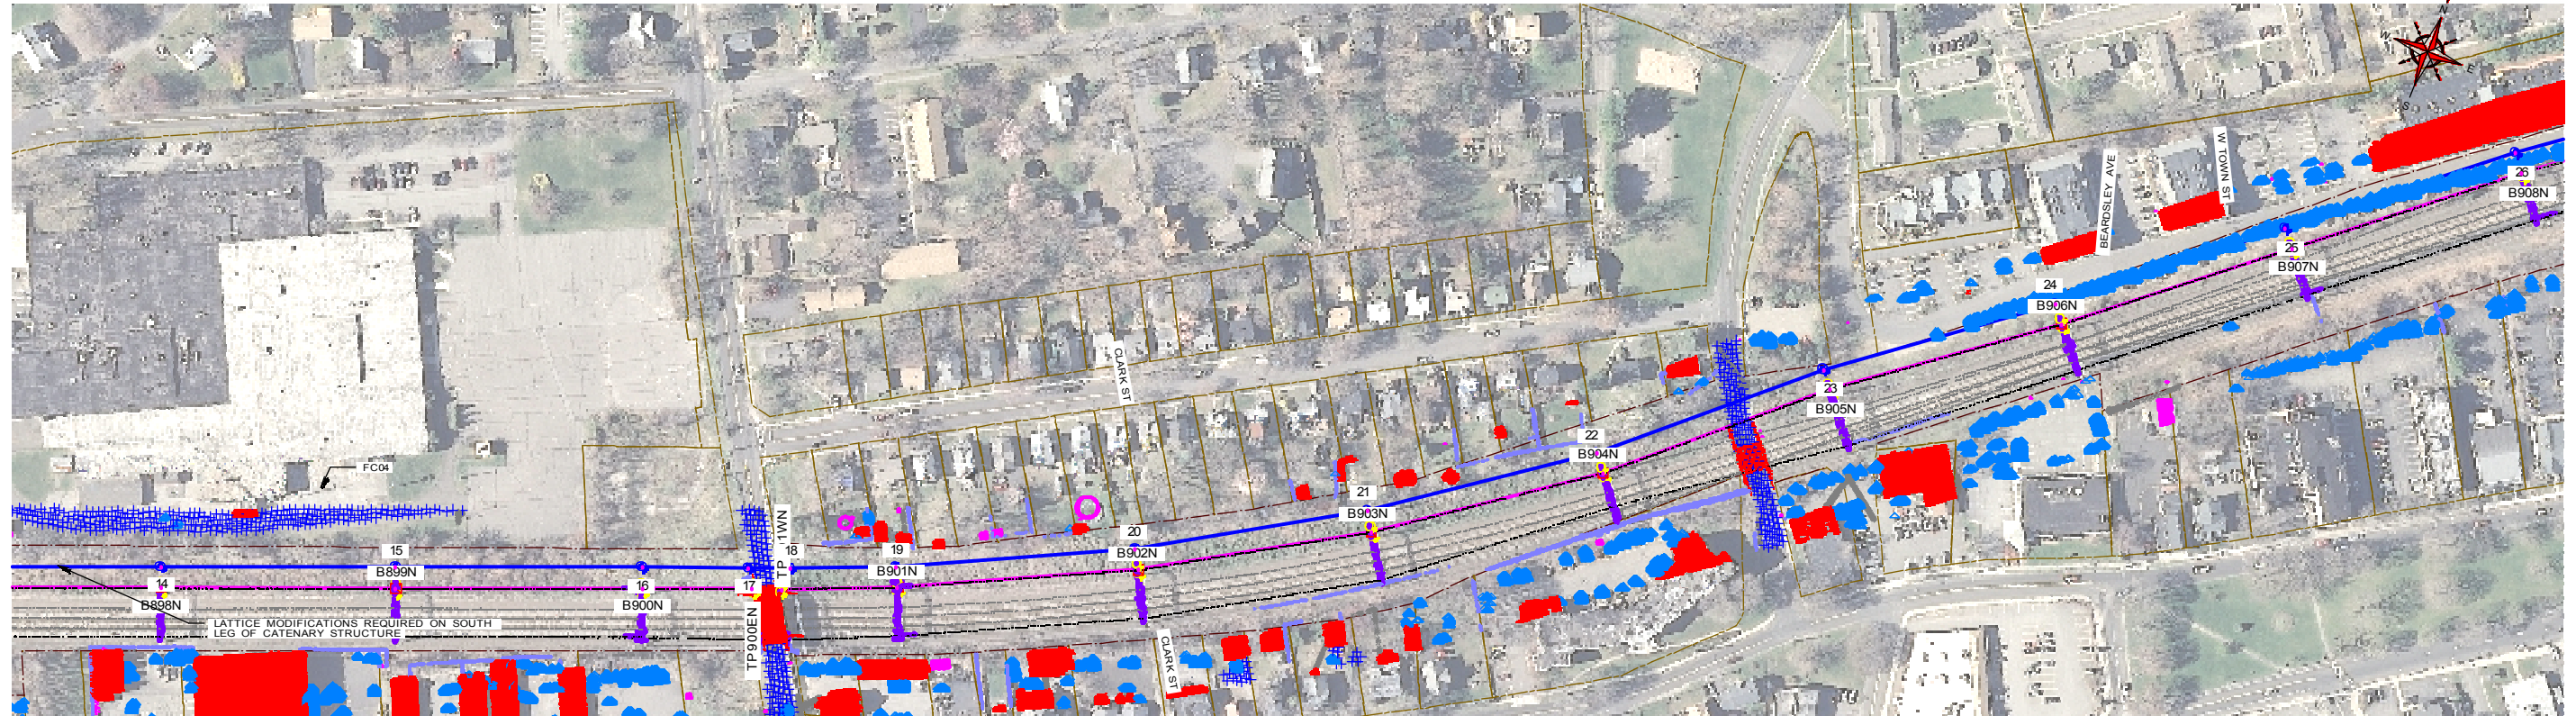 N
W
E
S
W TOWN ST
BEARDSLEY AVE
26
B908N
25
B907N
24
B906N
23
B905N
CLARK ST
22
B904N
FC04
21
B903N
20
B902N
TP
1WN
18
19
B901N
15
B899N
14
B898N
16
B900N
17
TP900EN
LATTICE MODIFICATIONS REQUIRED ON SOUTH
LEG OF CATENARY STRUCTURE
CLARK ST